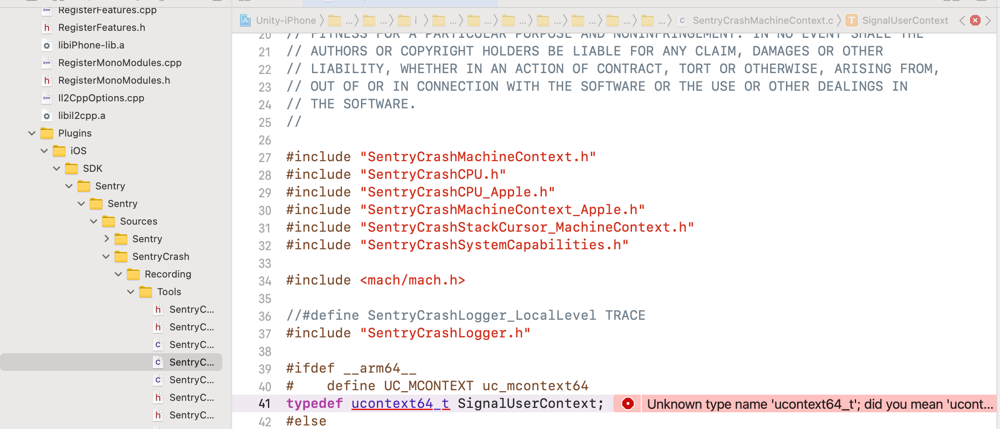 RegisterFeatures.cpp
RegisterFeatures.h
libiPhone-lib.a
RegisterMonoModules.cpp
RegisterMonoModules.h
Il2CppOptions.cpp
libil2cpp.a
Plugins
iOS
SDK
Sentry
Sentry
Sources
Sentry
SentryCrash
Recording
Tools
SentryC...
SentryC...
SentryC...
SentryC...
SentryC...
SentryC...
SentryC...
Unity-iPhone ... ... i ... ... ... ... ... ... ... SentryCrashMachineContext.c T SignalUserContext
20 // FITNESS FOR A PARTICULAR PURPOSE AND NONINFRINGEMENT. IN NO EVENT SHALL THE
21 // AUTHORS OR COPYRIGHT HOLDERS BE LIABLE FOR ANY CLAIM, DAMAGES OR OTHER
22 // LIABILITY, WHETHER IN AN ACTION OF CONTRACT, TORT OR OTHERWISE, ARISING FROM,
23 // OUT OF OR IN CONNECTION WITH THE SOFTWARE OR THE USE OR OTHER DEALINGS IN
24 // THE SOFTWARE.
25 //
26
27 #include "SentryCrashMachineContext.h"
28 #include "SentryCrashCPU.h"
29 #include "SentryCrashCPU_Apple.h"
30 #include "SentryCrashMachineContext_Apple.h"
31 #include "SentryCrashStackCursor_MachineContext.h"
32 #include "SentryCrashSystemCapabilities.h"
33
34 #include <mach/mach.h>
35
36 //#define SentryCrashLogger_LocalLevel TRACE
37 #include "SentryCrashLogger.h"
38
39 #ifdef __arm64__
40 #    define UC_MCONTEXT uc_mcontext64
41 typedef ucontext64_t SignalUserContext; Unknown type name 'ucontext64_t'; did you mean 'ucont...
42 #else